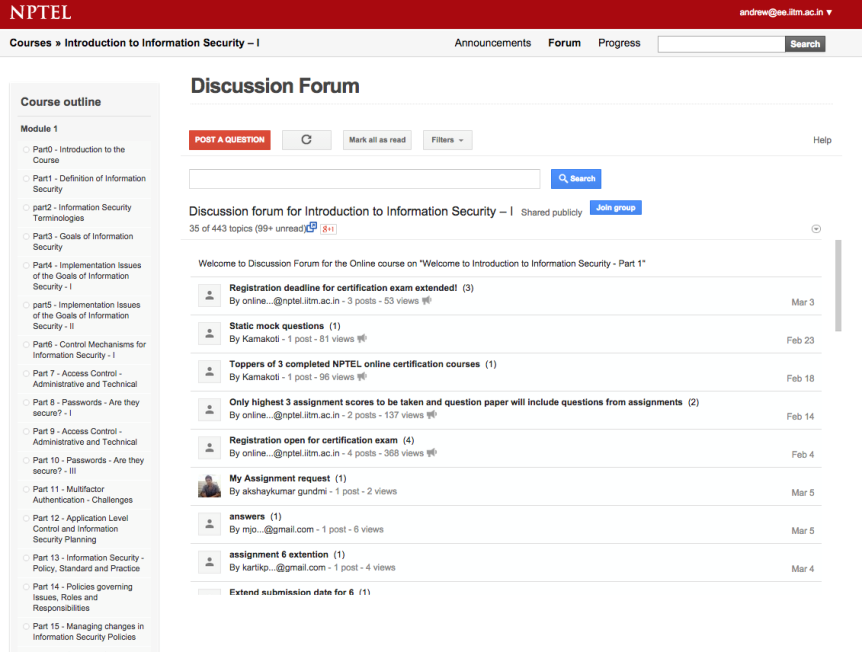 NPTEL
andrew@ee.iitm.ac.in ▼
Courses » Introduction to Information Security – I
Announcements Forum Progress Search
Course outline
Module 1
Part0 - Introduction to the
Course
Part1 - Definition of Information
Security
part2 - Information Security
Terminologies
Part3 - Goals of Information
Security
Part4 - Implementation Issues
of the Goals of Information
Security - I
part5 - Implementation Issues
of the Goals of Information
Security - II
Part6 - Control Mechanisms for
Information Security - I
Part 7 - Access Control -
Administrative and Technical
Part 8 - Passwords - Are they
secure? - I
Part 9 - Access Control -
Administrative and Technical
Part 10 - Passwords - Are they
secure? - III
Part 11 - Multifactor
Authentication - Challenges
Part 12 - Application Level
Control and Information
Security Planning
Part 13 - Information Security -
Policy, Standard and Practice
Part 14 - Policies governing
Issues, Roles and
Responsibilities
Part 15 - Managing changes in
Information Security Policies
Discussion Forum
POST A QUESTION Mark all as read Filters Help
Search
Discussion forum for Introduction to Information Security – I Shared publicly Join group
35 of 443 topics (99+ unread) g+1
Welcome to Discussion Forum for the Online course on "Welcome to Introduction to Information Security - Part 1"
Registration deadline for certification exam extended! (3)
By online...@nptel.iitm.ac.in - 3 posts - 53 views Mar 3
Static mock questions (1)
By Kamakoti - 1 post - 81 views Feb 23
Toppers of 3 completed NPTEL online certification courses (1)
By Kamakoti - 1 post - 96 views Feb 18
Only highest 3 assignment scores to be taken and question paper will include questions from assignments (2)
By online...@nptel.iitm.ac.in - 2 posts - 137 views Feb 14
Registration open for certification exam (4)
By online...@nptel.iitm.ac.in - 4 posts - 368 views Feb 4
My Assignment request (1)
By akshaykumar gundmi - 1 post - 2 views Mar 5
answers (1)
By mjo...@gmail.com - 1 post - 6 views Mar 5
assignment 6 extention (1)
By kartikp...@gmail.com - 1 post - 4 views Mar 4
Extend submission date for 6 (1)